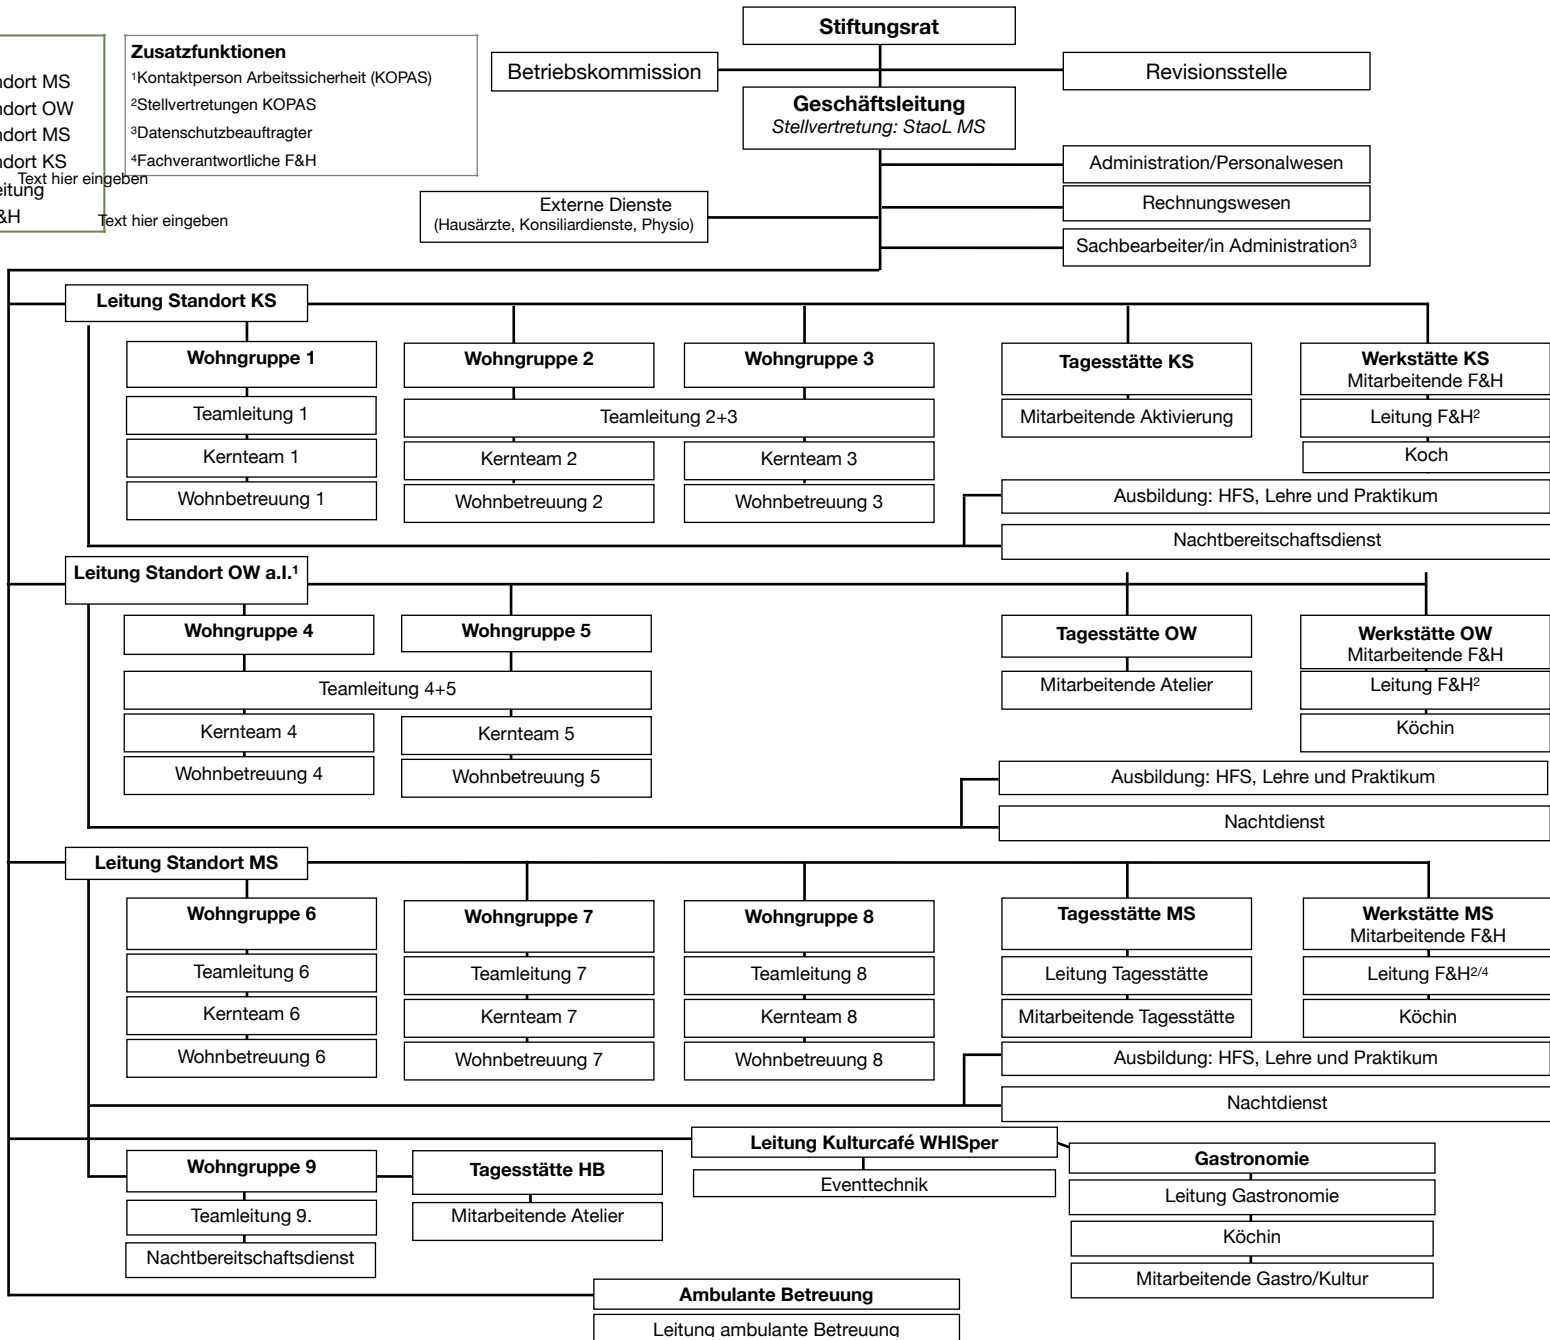 Stiftungsrat
Zusatzfunktionen
¹Kontaktperson Arbeitssicherheit (KOPAS)
²Stellvertretungen KOPAS
³Datenschutzbeauftragter
⁴Fachverantwortliche F&H
ndort MS
ndort OW
ndort MS
ndort KS
eitung
&H
Text hier eingeben
Text hier eingeben
Betriebskommission
Revisionsstelle
Geschäftsleitung
Stellvertretung: StaoL MS
Administration/Personalwesen
Rechnungswesen
Sachbearbeiter/in Administration³
Externe Dienste
(Hausärzte, Konsiliardienste, Physio)
Leitung Standort KS
Wohngruppe 1
Teamleitung 1
Kernteam 1
Wohnbetreuung 1
Wohngruppe 2
Wohngruppe 3
Teamleitung 2+3
Kernteam 2
Kernteam 3
Wohnbetreuung 2
Wohnbetreuung 3
Tagesstätte KS
Mitarbeitende Aktivierung
Werkstätte KS
Mitarbeitende F&H
Leitung F&H²
Koch
Ausbildung: HFS, Lehre und Praktikum
Nachtbereitschaftsdienst
Leitung Standort OW a.I.¹
Wohngruppe 4
Wohngruppe 5
Teamleitung 4+5
Kernteam 4
Kernteam 5
Wohnbetreuung 4
Wohnbetreuung 5
Tagesstätte OW
Mitarbeitende Atelier
Werkstätte OW
Mitarbeitende F&H
Leitung F&H²
Köchin
Ausbildung: HFS, Lehre und Praktikum
Nachtdienst
Leitung Standort MS
Wohngruppe 6
Teamleitung 6
Kernteam 6
Wohnbetreuung 6
Wohngruppe 7
Teamleitung 7
Kernteam 7
Wohnbetreuung 7
Wohngruppe 8
Teamleitung 8
Kernteam 8
Wohnbetreuung 8
Tagesstätte MS
Leitung Tagesstätte
Mitarbeitende Tagesstätte
Werkstätte MS
Mitarbeitende F&H
Leitung F&H²/⁴
Köchin
Ausbildung: HFS, Lehre und Praktikum
Nachtdienst
Wohngruppe 9
Teamleitung 9.
Nachtbereitschaftsdienst
Tagesstätte HB
Mitarbeitende Atelier
Leitung Kulturcafé WHISper
Eventtechnik
Gastronomie
Leitung Gastronomie
Köchin
Mitarbeitende Gastro/Kultur
Ambulante Betreuung
Leitung ambulante Betreuung